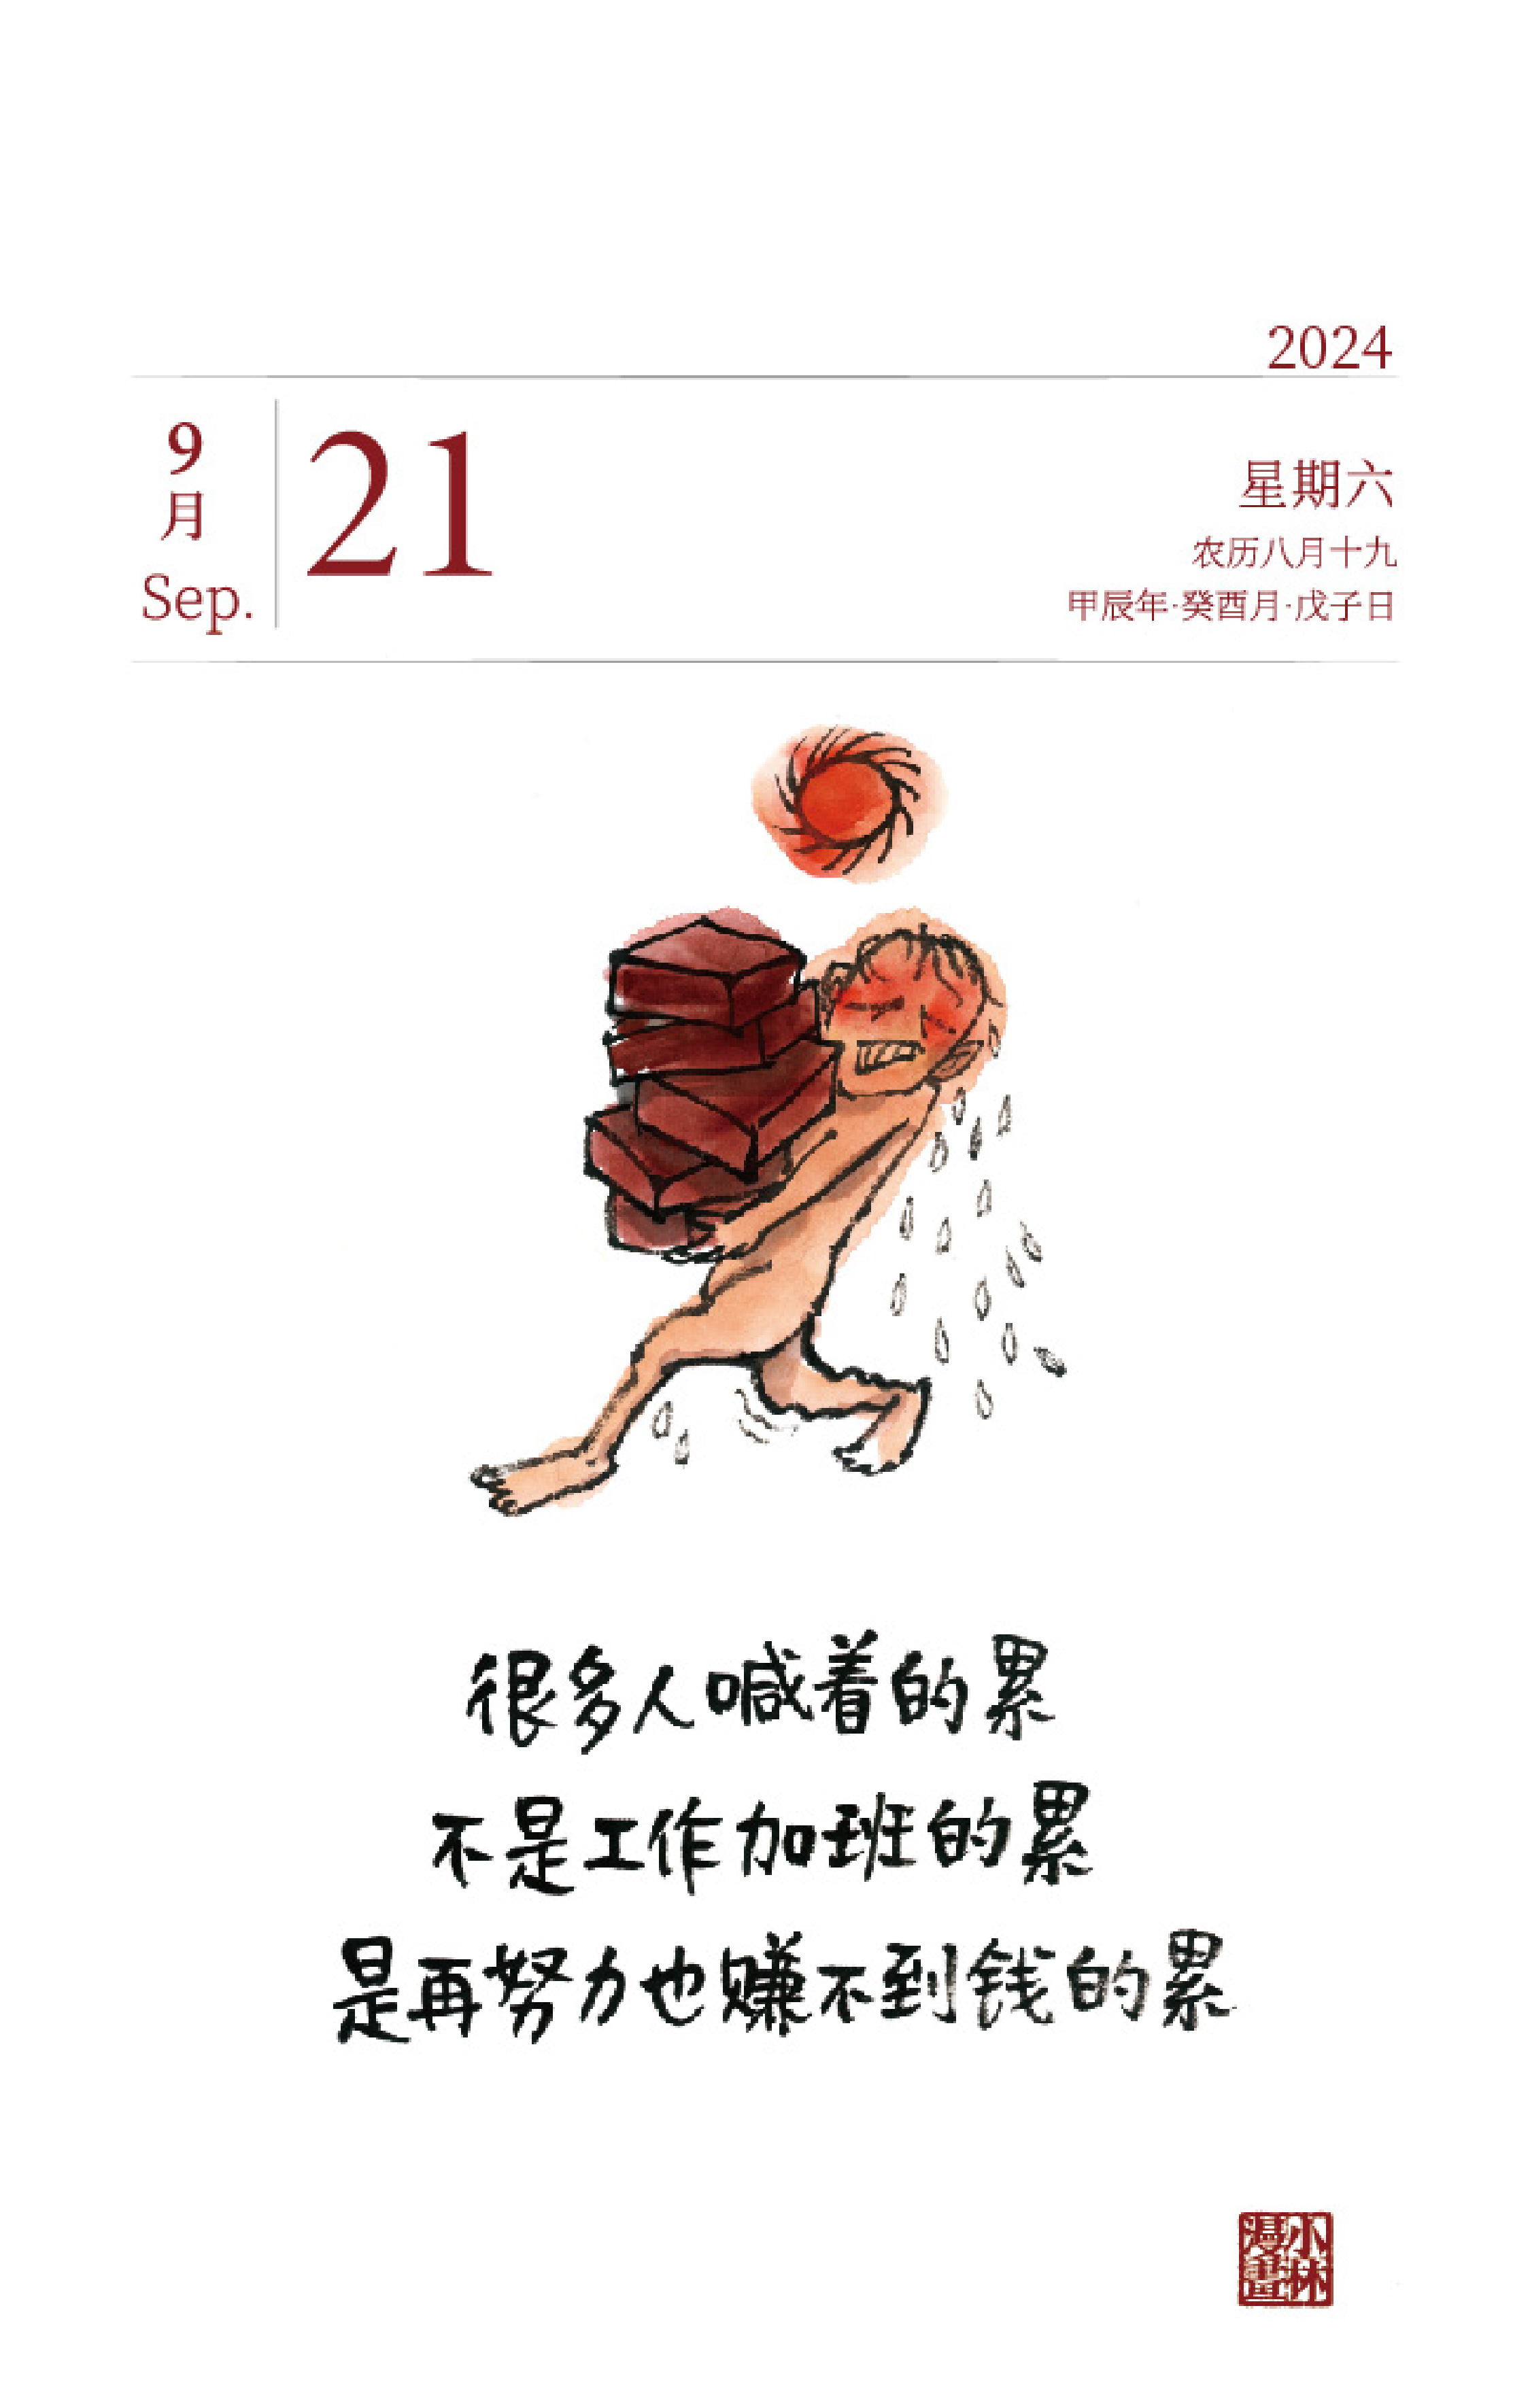 2024
9
月
Sep.
21
星期六
农历八月十九
甲辰年·癸酉月·戊子日
很多人喊着的累
不是工作加班的累
是再努力也赚不到钱的累
小林
漫畫